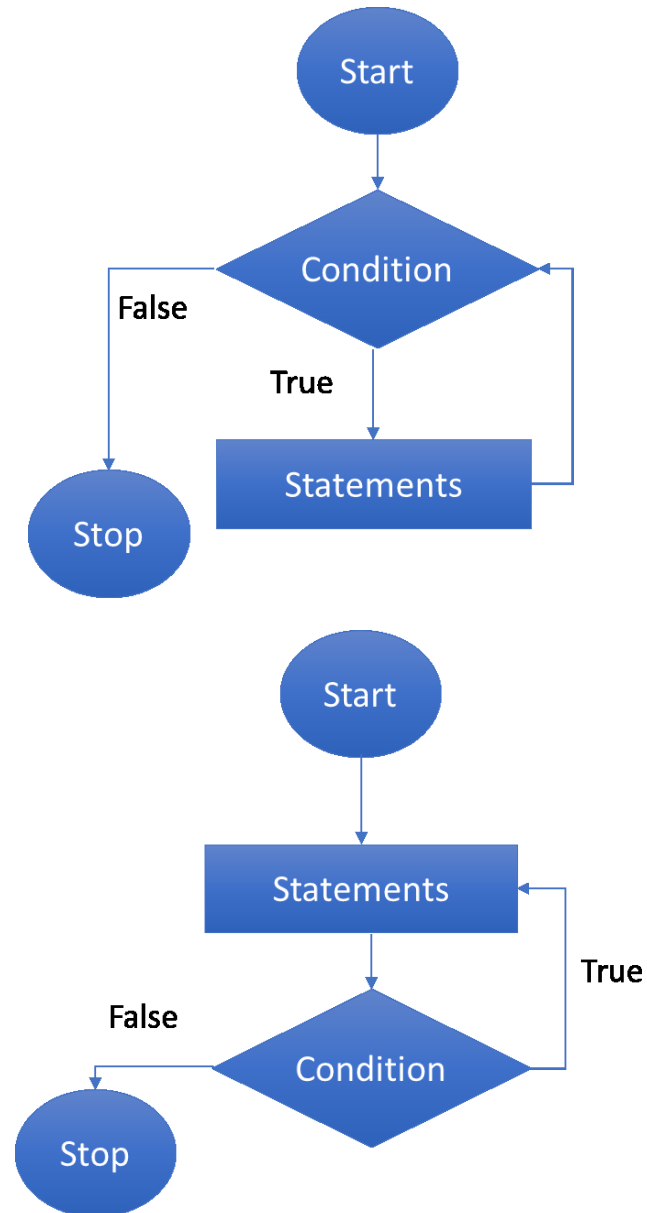 Start
Condition
False
True
Statements
Stop
Start
Statements
True
False
Condition
Stop